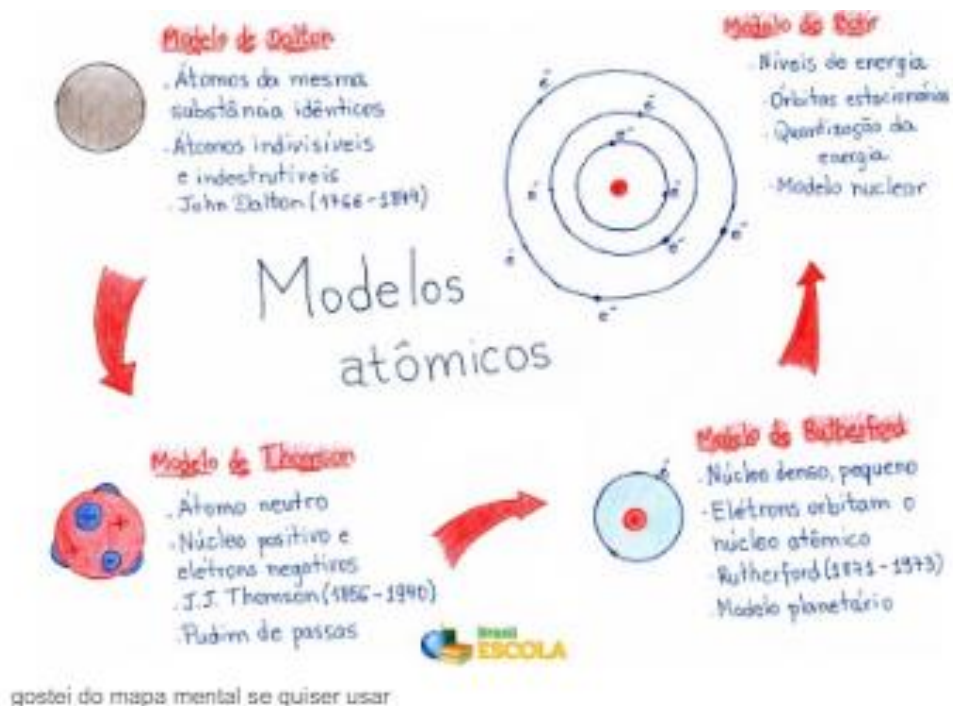 Modelo de Dalton
. Átomos da mesma
substância idênticos
. Átomos indivisíveis
e indestrutíveis
. John Dalton (1766-1844)
Modelo de Bohr
. Níveis de energia
. Órbitas estacionárias
. Quantização da
energia
. Modelo nuclear
e⁻
e⁻
e⁻
e⁻
e⁻
e⁻
e⁻
e⁻
e⁻
Modelos
atômicos
Modelo de Thomson
. Átomo neutro
. Núcleo positivo e
elétrons negativos
. J.J. Thomson (1856-1940)
. Pudim de passas
Modelo de Rutherford
. Núcleo denso, pequeno
. Elétrons orbitam o
núcleo atômico
. Rutherford (1871-1973)
. Modelo planetário
Brasil
ESCOLA
gostei do mapa mental se quiser usar